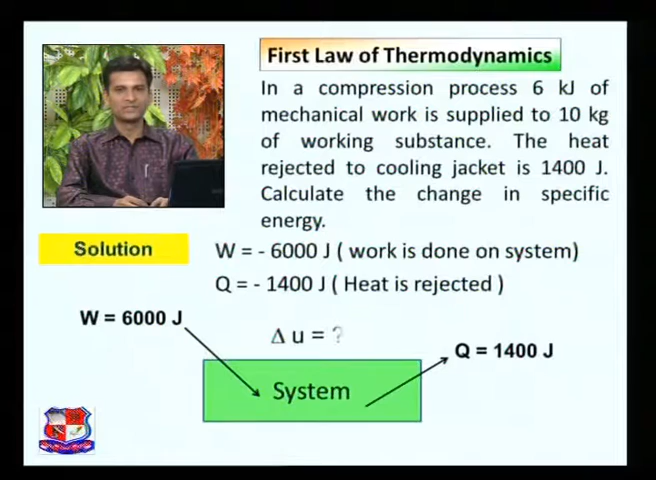 First Law of Thermodynamics
In a compression process 6 kJ of
mechanical work is supplied to 10 kg
of working substance. The heat
rejected to cooling jacket is 1400 J.
Calculate the change in specific
energy.
Solution
W = - 6000 J ( work is done on system)
Q = - 1400 J ( Heat is rejected )
W = 6000 J
Δ u = ?
Q = 1400 J
System